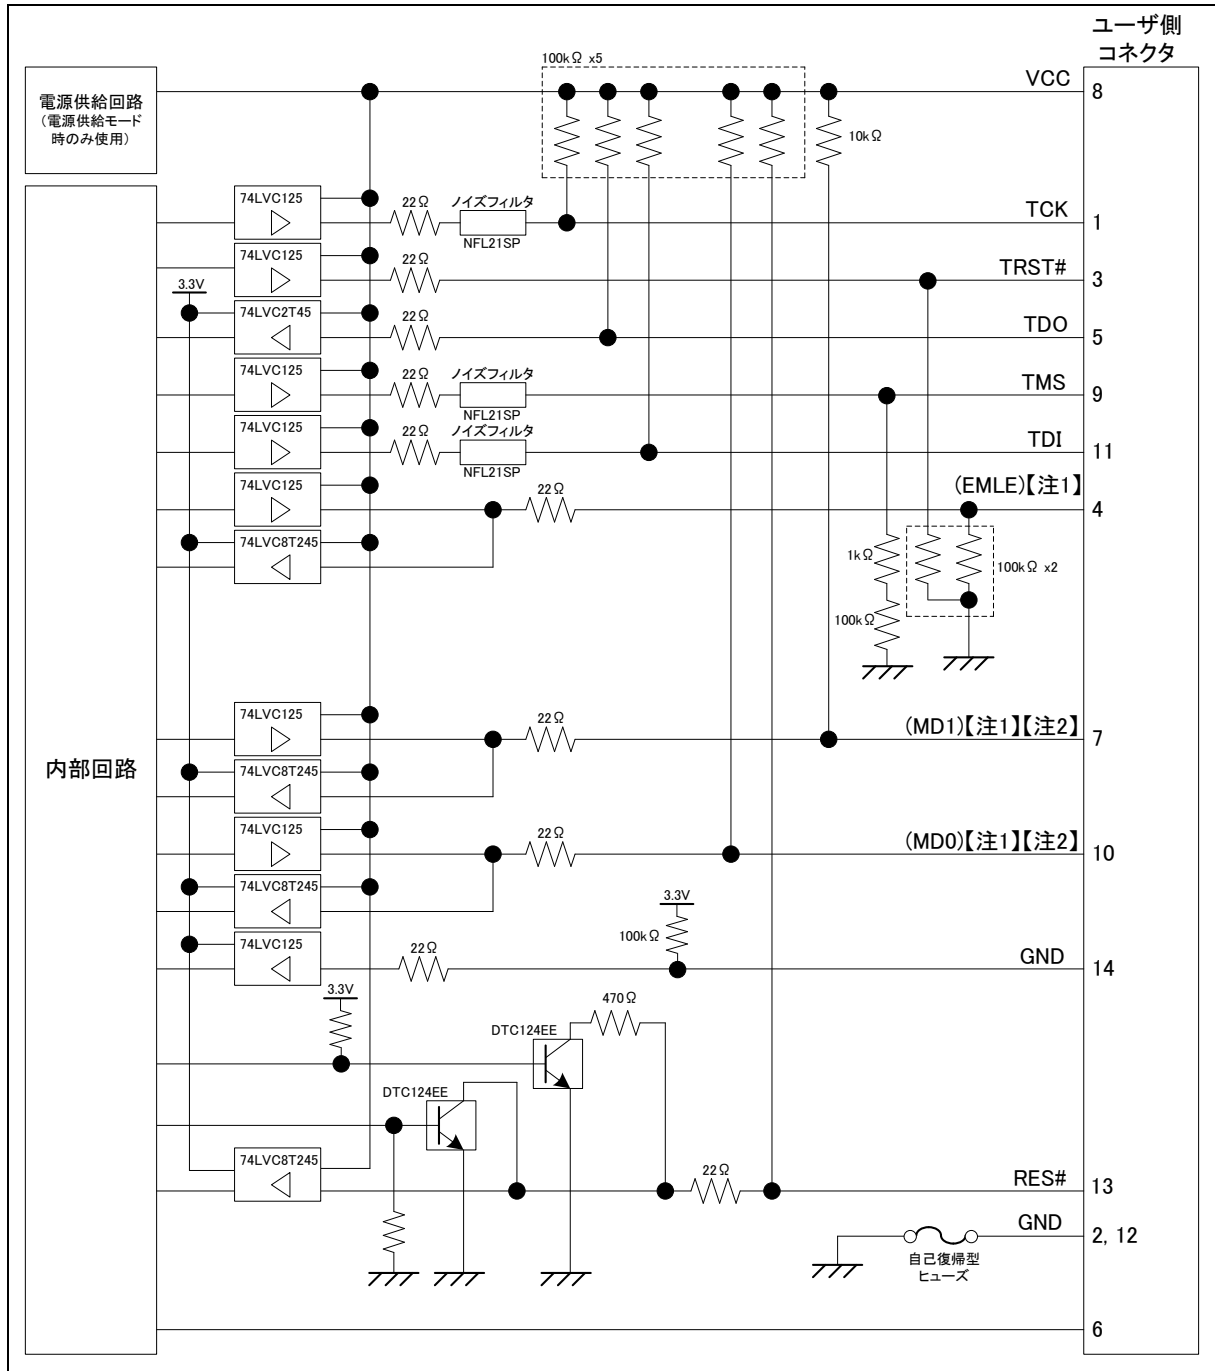 ユーザ側
コネクタ
100kΩ x5
VCC
8
電源供給回路
(電源供給モード
時のみ使用)
10kΩ
74LVC125
22Ω
ノイズフィルタ
NFL21SP
TCK
1
74LVC125
22Ω
TRST#
3
3.3V
74LVC2T45
22Ω
TDO
5
74LVC125
22Ω
ノイズフィルタ
NFL21SP
TMS
9
74LVC125
22Ω
ノイズフィルタ
NFL21SP
TDI
11
74LVC125
22Ω
(EMLE)【注1】
4
74LVC8T245
1kΩ
100kΩ x2
100kΩ
内部回路
74LVC125
22Ω
(MD1)【注1】【注2】
7
74LVC8T245
74LVC125
22Ω
(MD0)【注1】【注2】
10
74LVC8T245
3.3V
100kΩ
74LVC125
22Ω
GND
14
3.3V
470Ω
DTC124EE
DTC124EE
74LVC8T245
22Ω
RES#
13
GND
2, 12
自己復帰型
ヒューズ
6